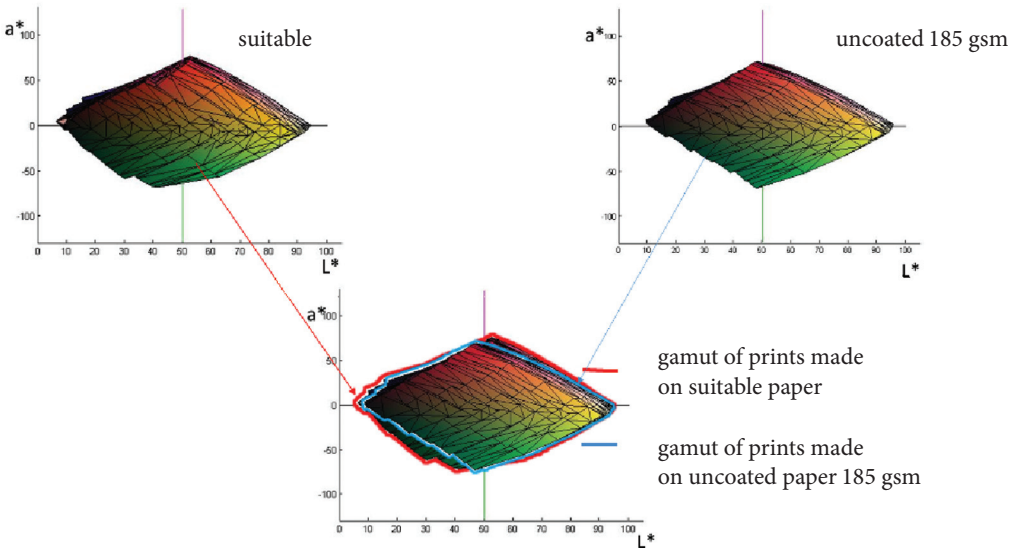 a*
suitable
100
50
0
-50
-100
0 10 20 30 40 50 60 70 80 90 100
L*
a*
uncoated 185 gsm
100
50
0
-50
-100
0 10 20 30 40 50 60 70 80 90 100
L*
a*
100
50
0
-50
-100
0 10 20 30 40 50 60 70 80 90 100
L*
gamut of prints made
on suitable paper
gamut of prints made
on uncoated paper 185 gsm